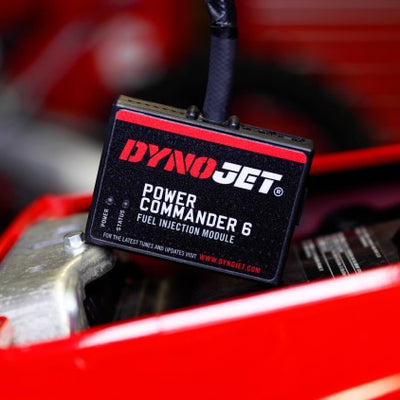 DYNOJET®
POWER
COMMANDER 6
FUEL INJECTION MODULE
POWER
STATUS
FOR THE LATEST TUNES AND UPDATES VISIT WWW.DYNOJET.COM